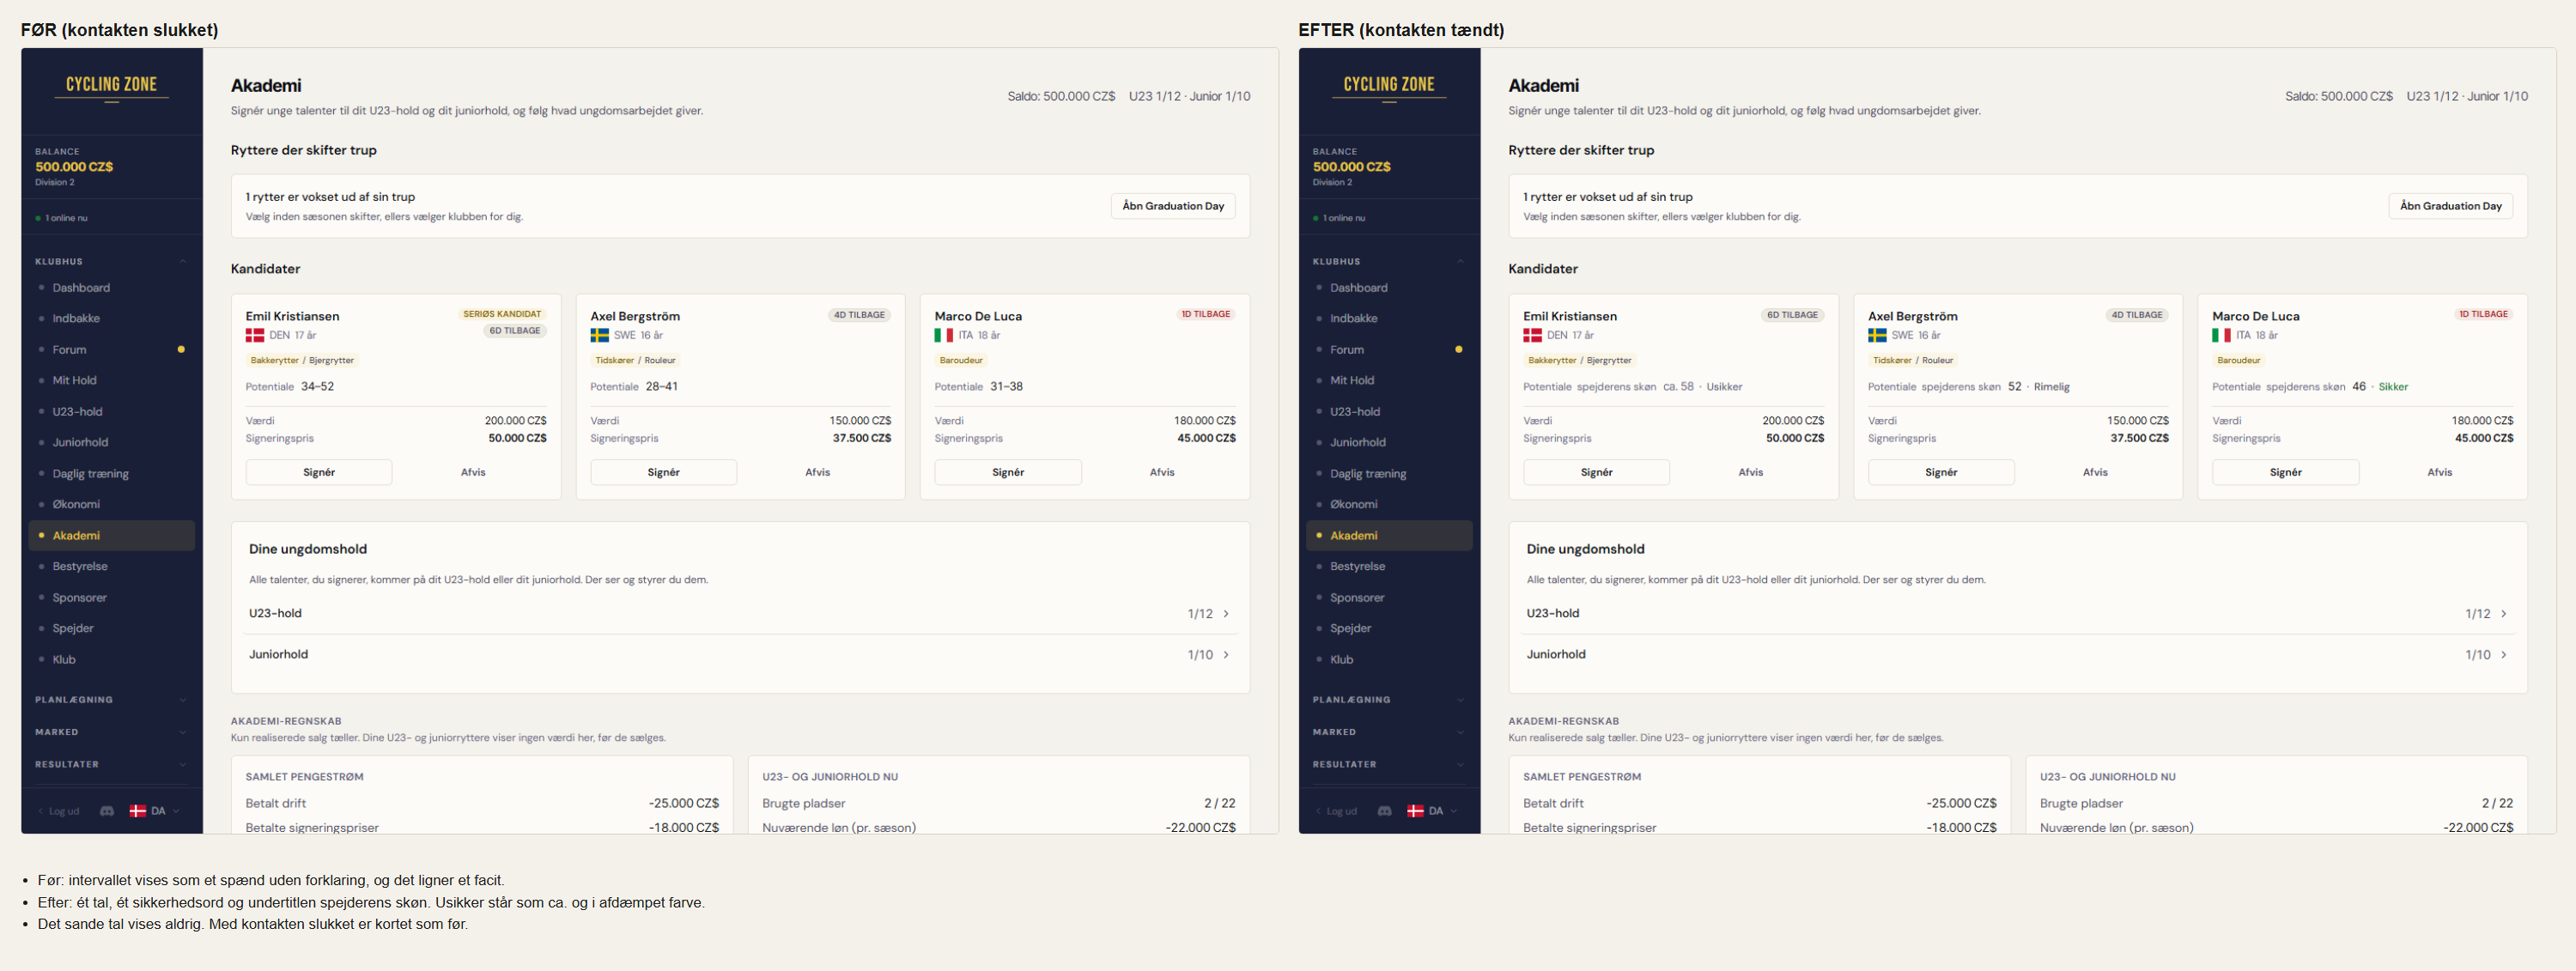 FØR (kontakten slukket)
CYCLING ZONE
BALANCE
500.000 CZ$
Division 2
1 online nu
KLUBHUS
Dashboard
Indbakke
Forum
Mit Hold
U23-hold
Juniorhold
Daglig træning
Økonomi
Akademi
Bestyrelse
Sponsorer
Spejder
Klub
PLANLÆGNING
MARKED
RESULTATER
Log ud DA
Akademi
Signér unge talenter til dit U23-hold og dit juniorhold, og følg hvad ungdomsarbejdet giver.
Saldo: 500.000 CZ$ U23 1/12 · Junior 1/10
Ryttere der skifter trup
1 rytter er vokset ud af sin trup
Vælg inden sæsonen skifter, ellers vælger klubben for dig.
Åbn Graduation Day
Kandidater
Emil Kristiansen
SERIØS KANDIDAT
6D TILBAGE
DEN 17 år
Bakkerytter / Bjergrytter
Potentiale 34–52
Værdi 200.000 CZ$
Signeringspris 50.000 CZ$
Signér Afvis
Axel Bergström
4D TILBAGE
SWE 16 år
Tidskører / Rouleur
Potentiale 28–41
Værdi 150.000 CZ$
Signeringspris 37.500 CZ$
Signér Afvis
Marco De Luca
1D TILBAGE
ITA 18 år
Baroudeur
Potentiale 31–38
Værdi 180.000 CZ$
Signeringspris 45.000 CZ$
Signér Afvis
Dine ungdomshold
Alle talenter, du signerer, kommer på dit U23-hold eller dit juniorhold. Der ser og styrer du dem.
U23-hold 1/12
Juniorhold 1/10
AKADEMI-REGNSKAB
Kun realiserede salg tæller. Dine U23- og juniorryttere viser ingen værdi her, før de sælges.
SAMLET PENGESTRØM
Betalt drift -25.000 CZ$
Betalte signeringspriser -18.000 CZ$
U23- OG JUNIORHOLD NU
Brugte pladser 2 / 22
Nuværende løn (pr. sæson) -22.000 CZ$
EFTER (kontakten tændt)
CYCLING ZONE
BALANCE
500.000 CZ$
Division 2
1 online nu
KLUBHUS
Dashboard
Indbakke
Forum
Mit Hold
U23-hold
Juniorhold
Daglig træning
Økonomi
Akademi
Bestyrelse
Sponsorer
Spejder
Klub
PLANLÆGNING
MARKED
RESULTATER
Log ud DA
Akademi
Signér unge talenter til dit U23-hold og dit juniorhold, og følg hvad ungdomsarbejdet giver.
Saldo: 500.000 CZ$ U23 1/12 · Junior 1/10
Ryttere der skifter trup
1 rytter er vokset ud af sin trup
Vælg inden sæsonen skifter, ellers vælger klubben for dig.
Åbn Graduation Day
Kandidater
Emil Kristiansen
6D TILBAGE
DEN 17 år
Bakkerytter / Bjergrytter
Potentiale spejderens skøn ca. 58 · Usikker
Værdi 200.000 CZ$
Signeringspris 50.000 CZ$
Signér Afvis
Axel Bergström
4D TILBAGE
SWE 16 år
Tidskører / Rouleur
Potentiale spejderens skøn 52 · Rimelig
Værdi 150.000 CZ$
Signeringspris 37.500 CZ$
Signér Afvis
Marco De Luca
1D TILBAGE
ITA 18 år
Baroudeur
Potentiale spejderens skøn 46 · Sikker
Værdi 180.000 CZ$
Signeringspris 45.000 CZ$
Signér Afvis
Dine ungdomshold
Alle talenter, du signerer, kommer på dit U23-hold eller dit juniorhold. Der ser og styrer du dem.
U23-hold 1/12
Juniorhold 1/10
AKADEMI-REGNSKAB
Kun realiserede salg tæller. Dine U23- og juniorryttere viser ingen værdi her, før de sælges.
SAMLET PENGESTRØM
Betalt drift -25.000 CZ$
Betalte signeringspriser -18.000 CZ$
U23- OG JUNIORHOLD NU
Brugte pladser 2 / 22
Nuværende løn (pr. sæson) -22.000 CZ$
• Før: intervallet vises som et spænd uden forklaring, og det ligner et facit.
• Efter: ét tal, ét sikkerhedsord og undertitlen spejderens skøn. Usikker står som ca. og i afdæmpet farve.
• Det sande tal vises aldrig. Med kontakten slukket er kortet som før.